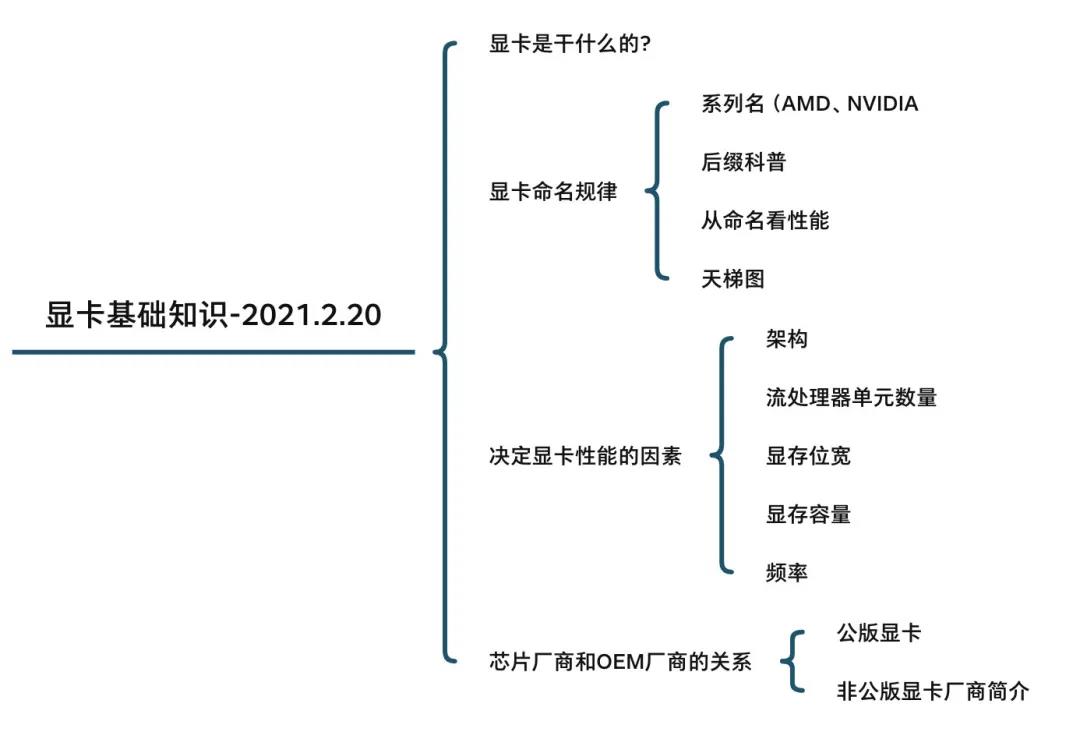 显卡基础知识-2021.2.20
显卡是干什么的?
显卡命名规律
系列名（AMD、NVIDIA
后缀科普
从命名看性能
天梯图
决定显卡性能的因素
架构
流处理器单元数量
显存位宽
显存容量
频率
芯片厂商和OEM厂商的关系
公版显卡
非公版显卡厂商简介